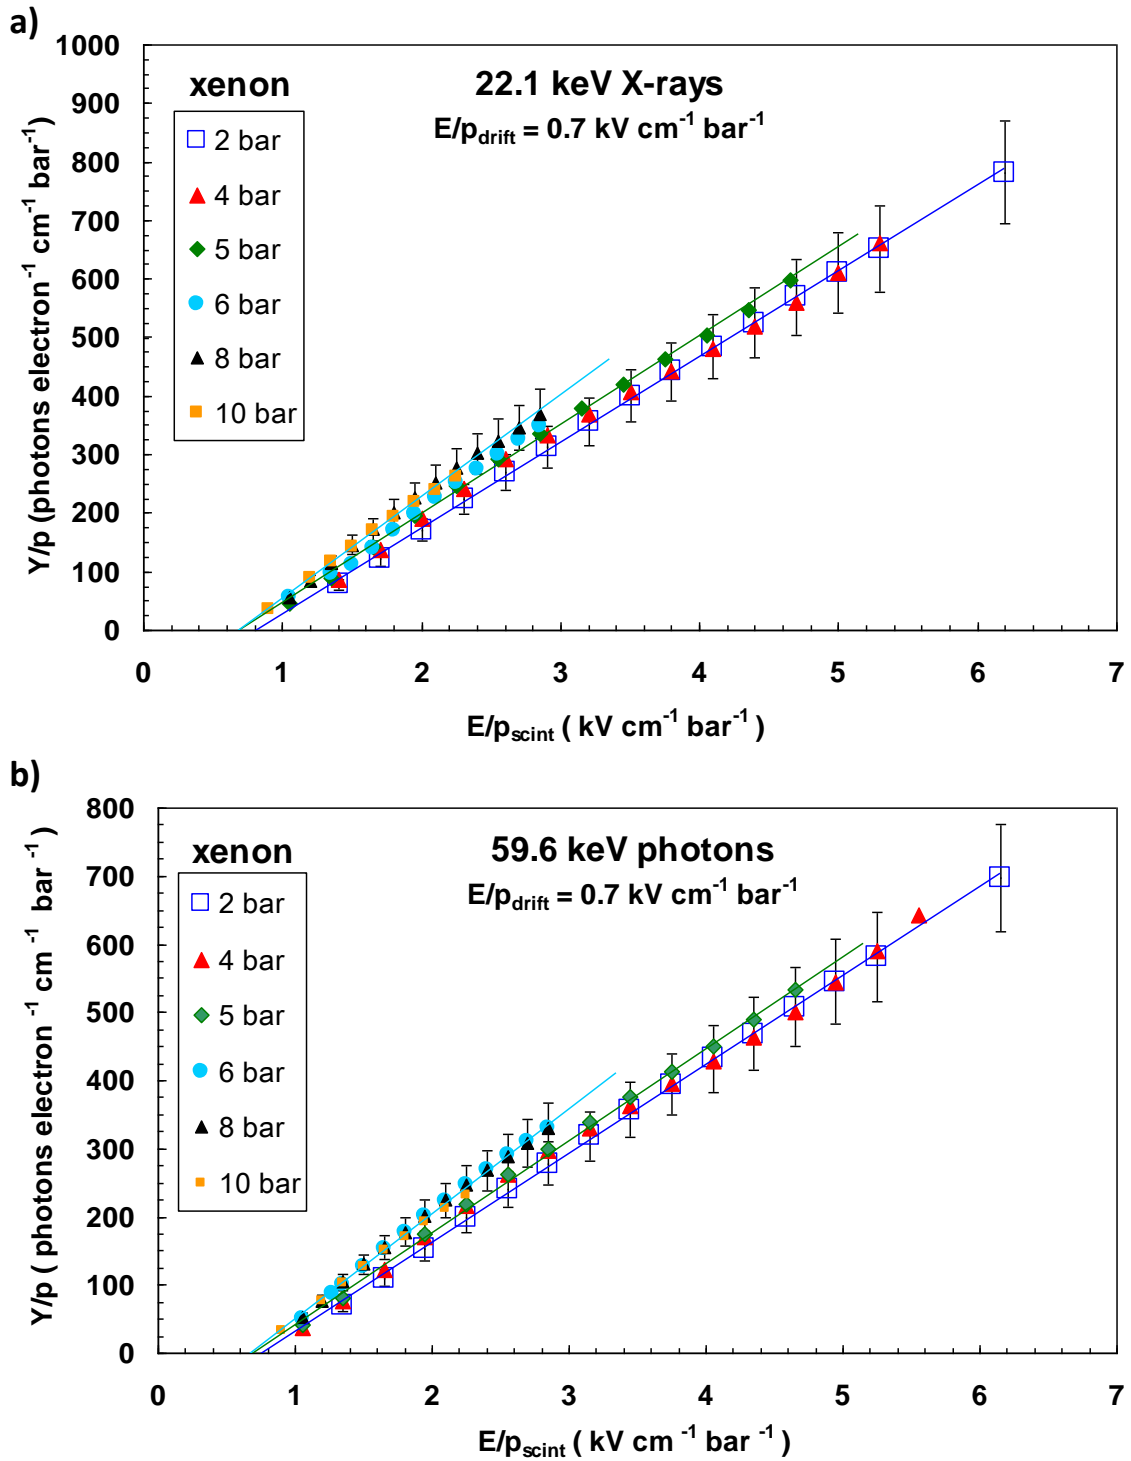 a)
1000
900
800
700
600
500
400
300
200
100
0
Y/p (photons electron⁻¹ cm⁻¹ bar⁻¹)
xenon
2 bar
4 bar
5 bar
6 bar
8 bar
10 bar
22.1 keV X-rays
E/p_drift = 0.7 kV cm⁻¹ bar⁻¹
0 1 2 3 4 5 6 7
E/p_scint ( kV cm⁻¹ bar⁻¹)
b)
800
700
600
500
400
300
200
100
0
Y/p ( photons electron ⁻¹ cm ⁻¹ bar ⁻¹ )
xenon
2 bar
4 bar
5 bar
6 bar
8 bar
10 bar
59.6 keV photons
E/p_drift = 0.7 kV cm⁻¹ bar⁻¹
0 1 2 3 4 5 6 7
E/p_scint ( kV cm ⁻¹ bar ⁻¹ )